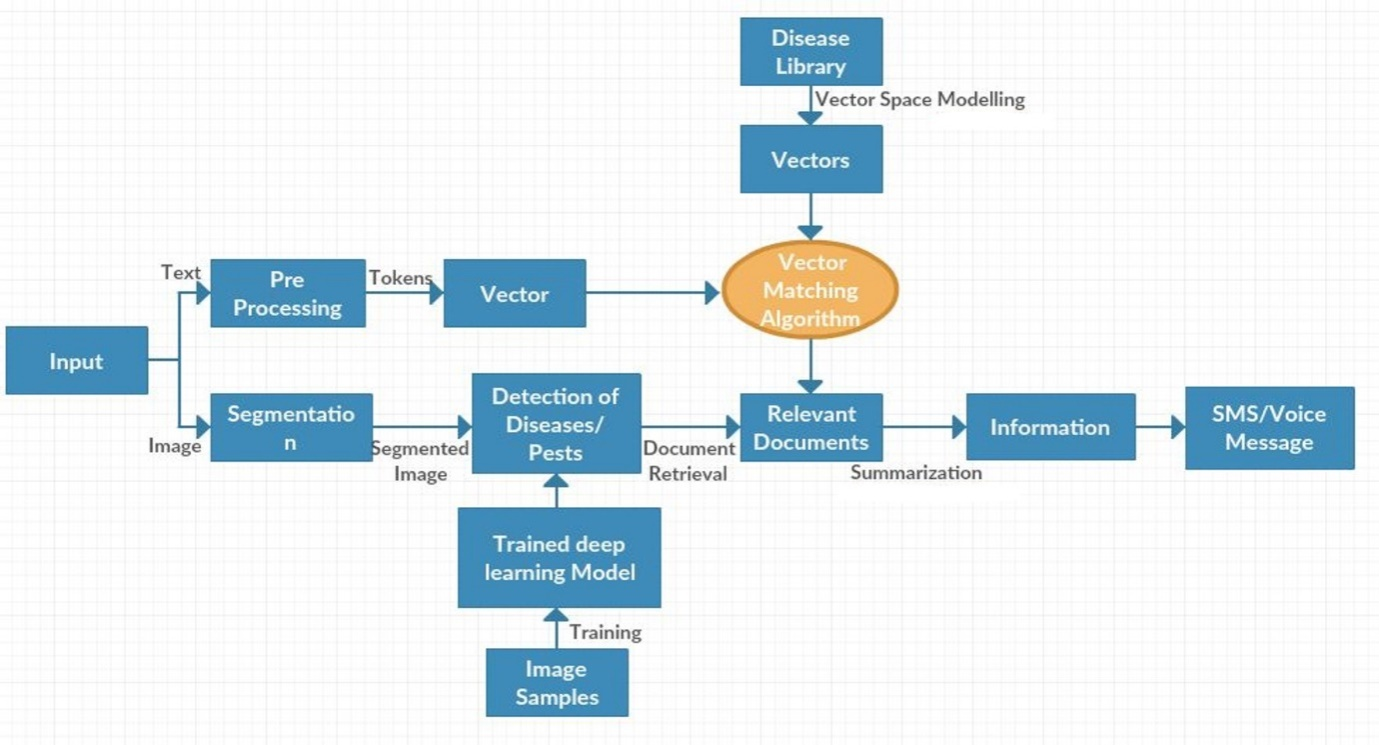 Disease
Library
Vector Space Modelling
Vectors
Text
Pre
Processing
Tokens
Vector
Vector
Matching
Algorithm
Input
Image
Segmentatio
n
Segmented
Image
Detection of
Diseases/
Pests
Document
Retrieval
Relevant
Documents
Summarization
Information
SMS/Voice
Message
Trained deep
learning Model
Training
Image
Samples